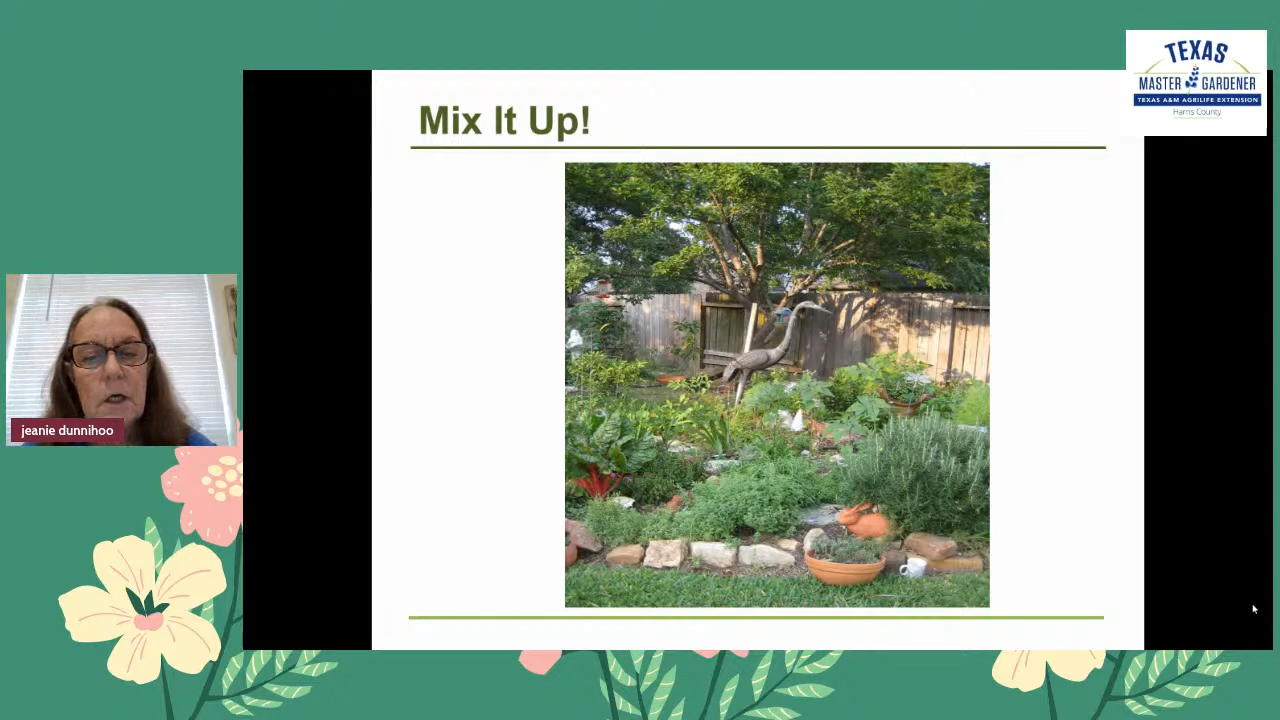 TEXAS
MASTER GARDENER
TEXAS A&M AGRILIFE EXTENSION
Harris County
Mix It Up!
jeanie dunnihoo